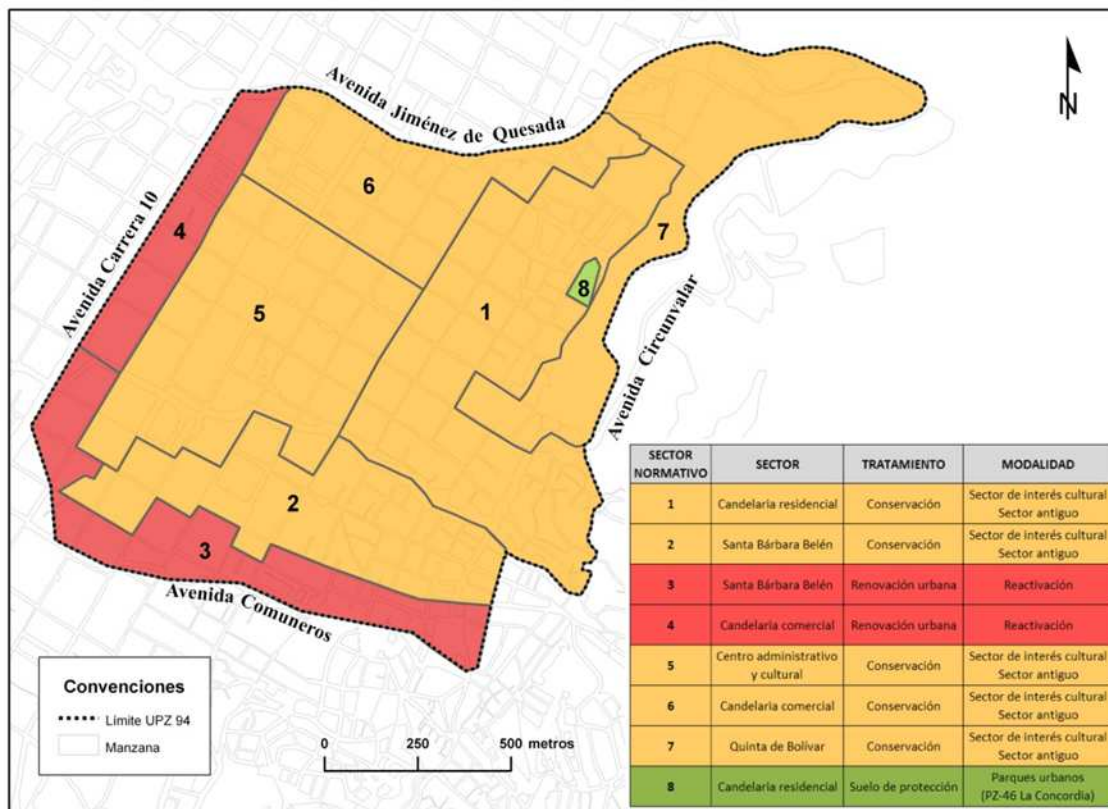 Avenida Jiménez de Quesada
N
6
Avenida Carrera 10
4
7
8
5
1
Avenida Circunvalar
2
3
Avenida Comuneros
Convenciones
Límite UPZ 94
Manzana
0 250 500 metros
SECTOR NORMATIVO SECTOR TRATAMIENTO MODALIDAD
1 Candelaria residencial Conservación Sector de interés cultural Sector antiguo
2 Santa Bárbara Belén Conservación Sector de interés cultural Sector antiguo
3 Santa Bárbara Belén Renovación urbana Reactivación
4 Candelaria comercial Renovación urbana Reactivación
5 Centro administrativo y cultural Conservación Sector de interés cultural Sector antiguo
6 Candelaria comercial Conservación Sector de interés cultural Sector antiguo
7 Quinta de Bolívar Conservación Sector de interés cultural Sector antiguo
8 Candelaria residencial Suelo de protección Parques urbanos (PZ-46 La Concordia)